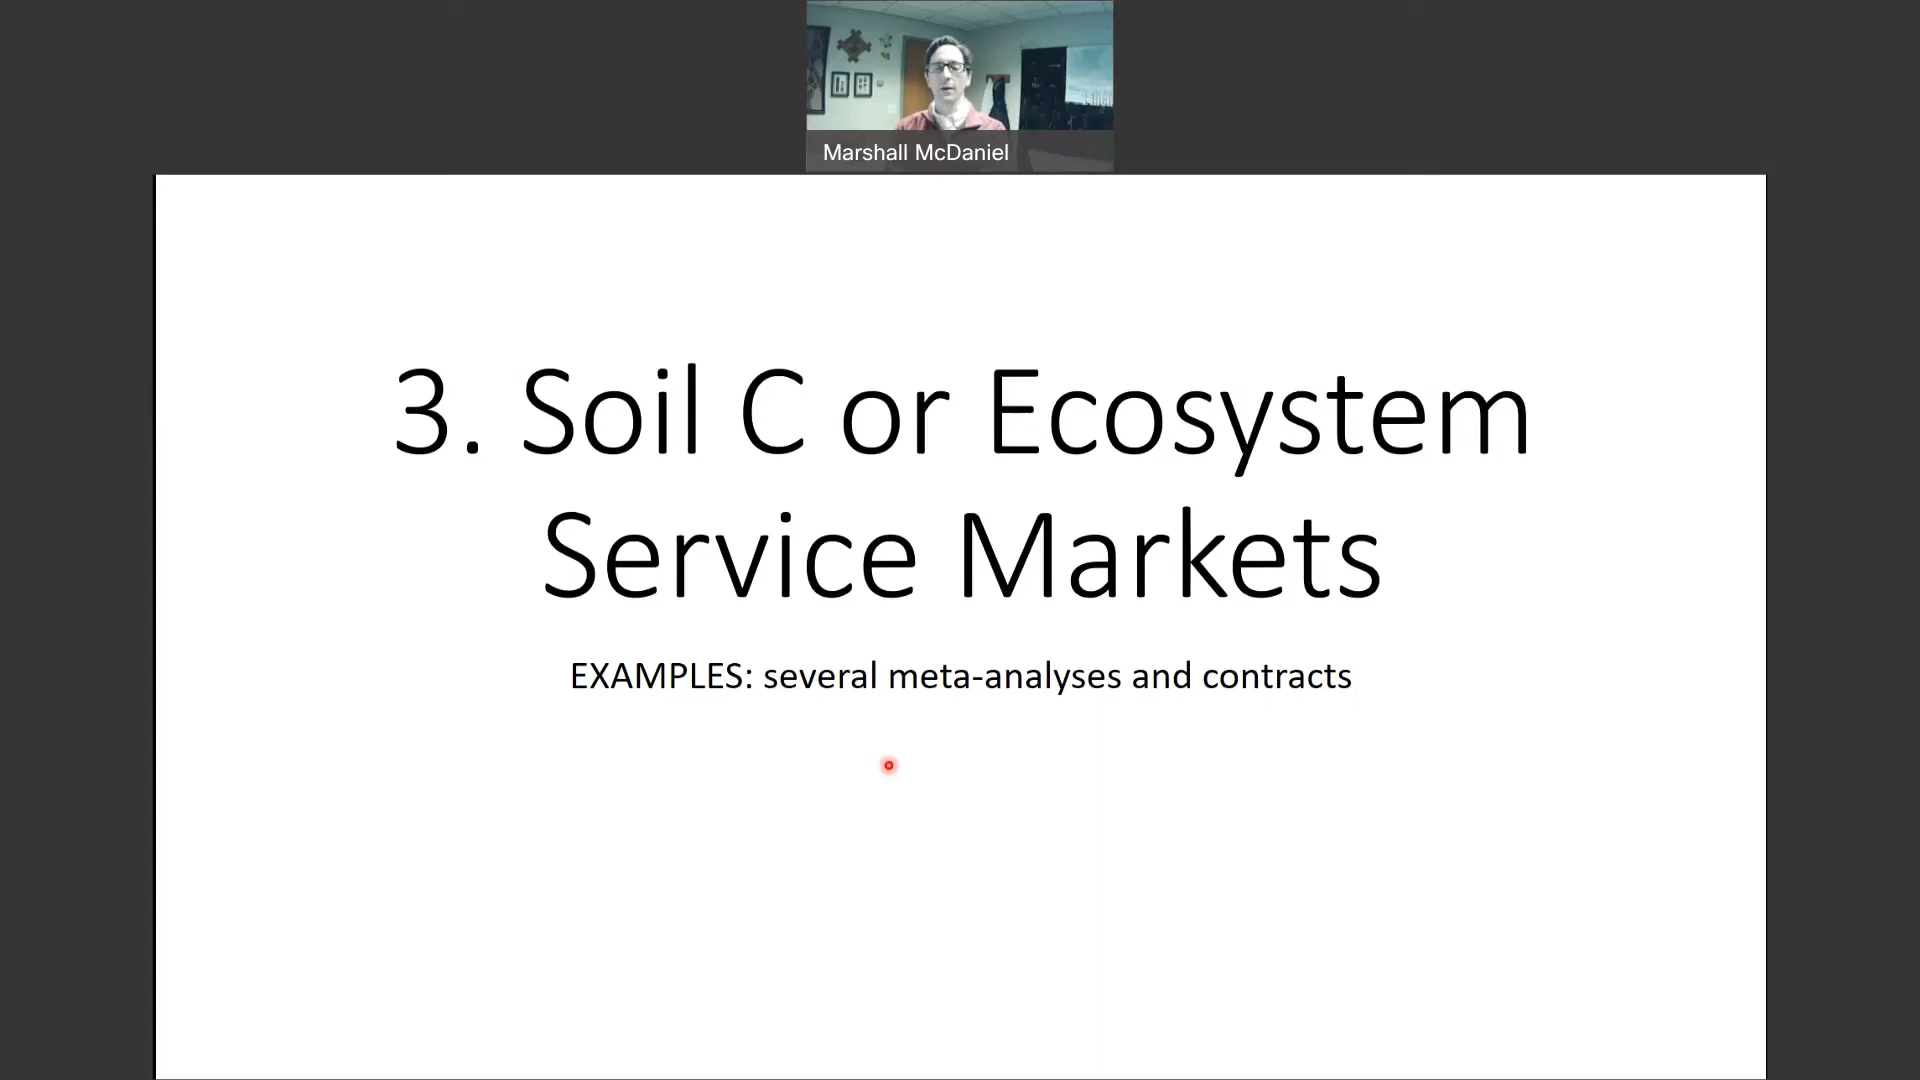 Marshall McDaniel
3. Soil C or Ecosystem
Service Markets
EXAMPLES: several meta-analyses and contracts